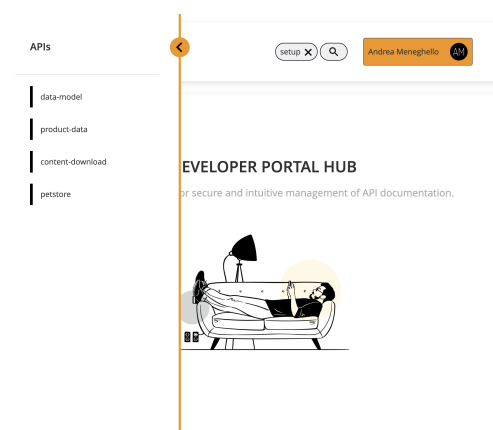 APIs
data-model
product-data
content-download
petstore
setup
Andrea Meneghello
AM
EVELOPER PORTAL HUB
or secure and intuitive management of API documentation.